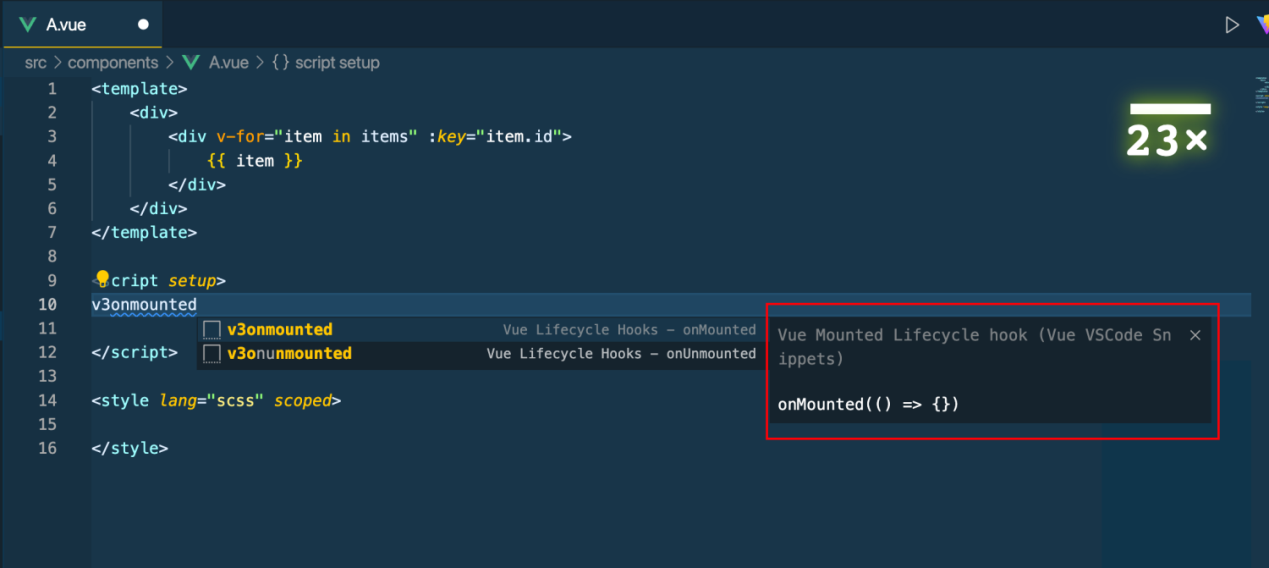 A.vue
src > components > A.vue > {} script setup
1 <template>
2 <div>
3 <div v-for="item in items" :key="item.id">
4 {{ item }}
5 </div>
6 </div>
7 </template>
8
9 cript setup>
10 v3onmounted
11 v3onmounted Vue Lifecycle Hooks – onMounted
12 </script> v3onunmounted Vue Lifecycle Hooks – onUnmounted
13
14 <style lang="scss" scoped>
15
16 </style>
23×
Vue Mounted Lifecycle hook (Vue VSCode Sn
ippets)
onMounted(() => {})